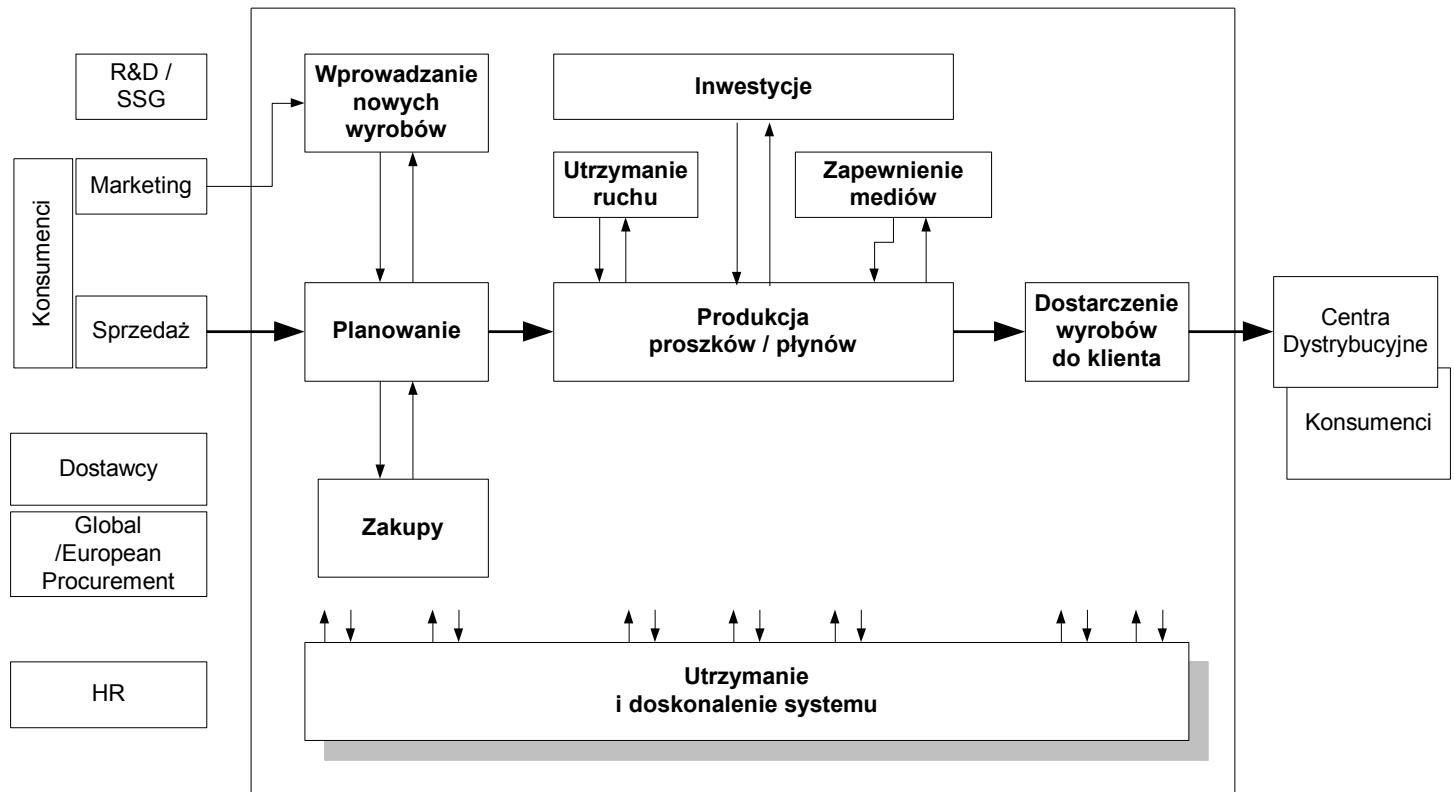 R&D /
SSG
Wprowadzanie
nowych
wyrobów
Inwestycje
Konsumenci
Marketing
Utrzymanie
ruchu
Zapewnienie
mediów
Sprzedaż
Planowanie
Produkcja
proszków / płynów
Dostarczenie
wyrobów
do klienta
Centra
Dystrybucyjne
Konsumenci
Dostawcy
Global
/European
Procurement
Zakupy
HR
Utrzymanie
i doskonalenie systemu